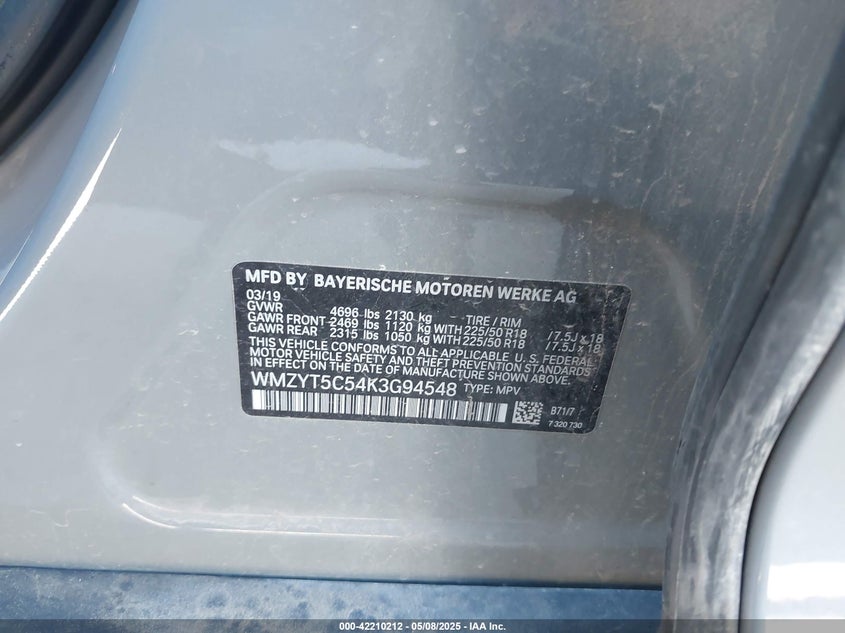 MFD BY BAYERISCHE MOTOREN WERKE AG
03/19
GVWR 4696 lbs 2130 kg TIRE / RIM
GAWR FRONT 2469 lbs 1120 kg WITH 225/50 R18 /7.5J x 18
GAWR REAR 2315 lbs 1050 kg WITH 225/50 R18 /7.5J x 18
THIS VEHICLE CONFORMS TO ALL APPLICABLE U. S. FEDERAL
MOTOR VEHICLE SAFETY AND THEFT PREVENTION STANDARDS
IN EFFECT ON THE DATE OF MANUFACTURE SHOWN ABOVE.
WMZYT5C54K3G94548 TYPE: MPV
B71/7
7 320 730
000-42210212 - 05/08/2025 - IAA Inc.